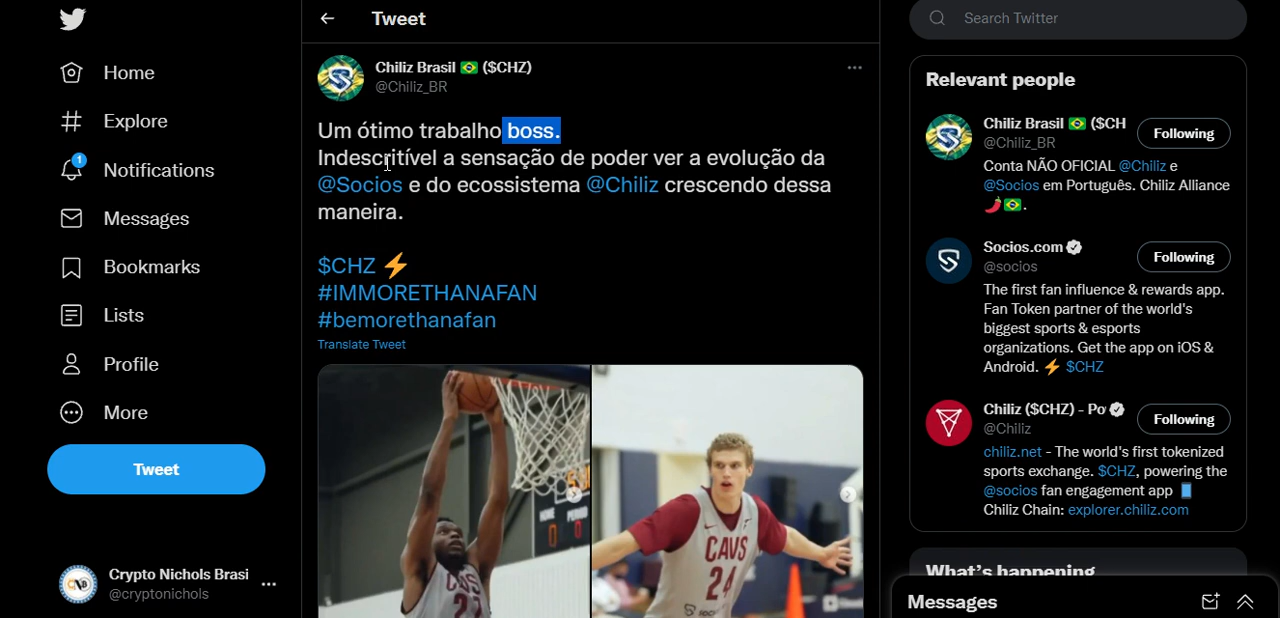 Tweet
Search Twitter
Home
Explore
1
Notifications
Messages
Bookmarks
Lists
Profile
More
Tweet
Crypto Nichols Brasi
@cryptonichols
Chiliz Brasil 🇧🇷 ($CHZ)
@Chiliz_BR
Um ótimo trabalho boss.
Indescritível a sensação de poder ver a evolução da
@Socios e do ecossistema @Chiliz crescendo dessa
maneira.
$CHZ ⚡
#IMMORETHANAFAN
#bemorethanafan
Translate Tweet
HOME
PERIOD
CAVS
24
Relevant people
Chiliz Brasil 🇧🇷 ($CH
Following
@Chiliz_BR
Conta NÃO OFICIAL @Chiliz e
@Socios em Português. Chiliz Alliance
🌶️🇧🇷.
Socios.com
Following
@socios
The first fan influence & rewards app.
Fan Token partner of the world's
biggest sports & esports
organizations. Get the app on iOS &
Android. ⚡ $CHZ
Chiliz ($CHZ) - Po
Following
@Chiliz
chiliz.net - The world's first tokenized
sports exchange. $CHZ, powering the
@socios fan engagement app 📱
Chiliz Chain: explorer.chiliz.com
What's happening
Messages